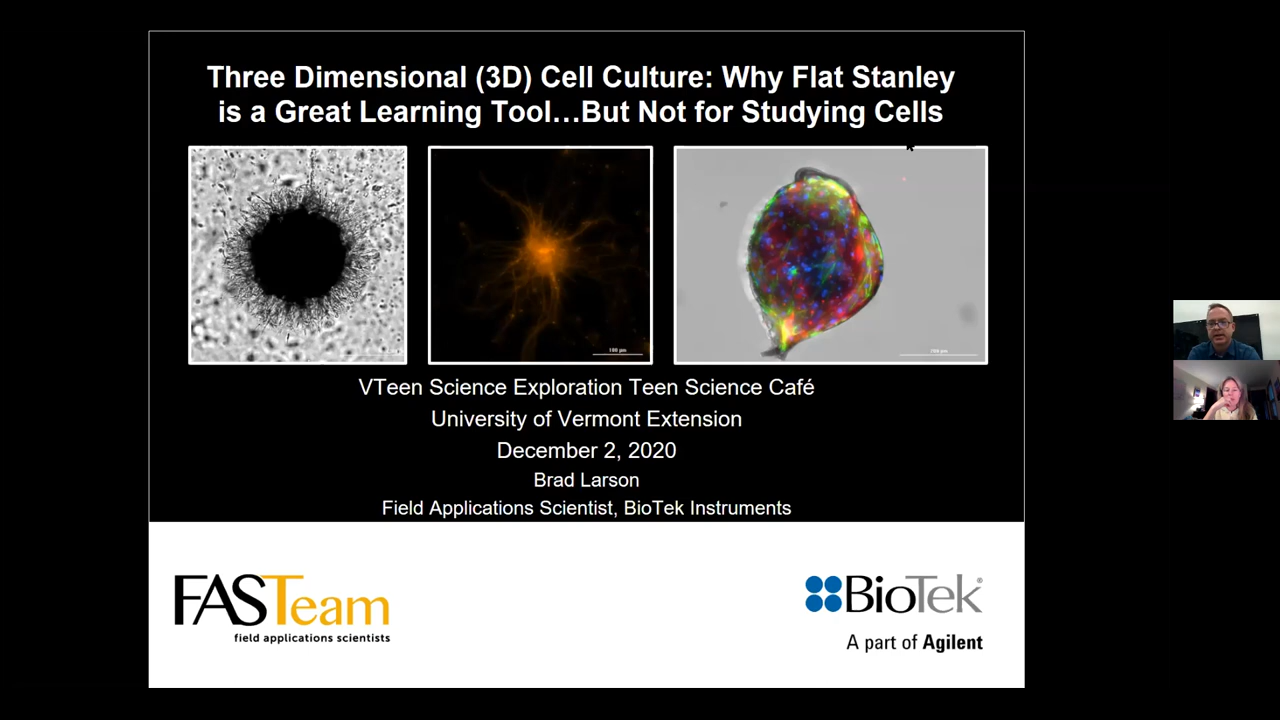 Three Dimensional (3D) Cell Culture: Why Flat Stanley
is a Great Learning Tool…But Not for Studying Cells
100 µm
VTeen Science Exploration Teen Science Café
University of Vermont Extension
December 2, 2020
Brad Larson
Field Applications Scientist, BioTek Instruments
FASTeam
field applications scientists
BioTek®
A part of Agilent